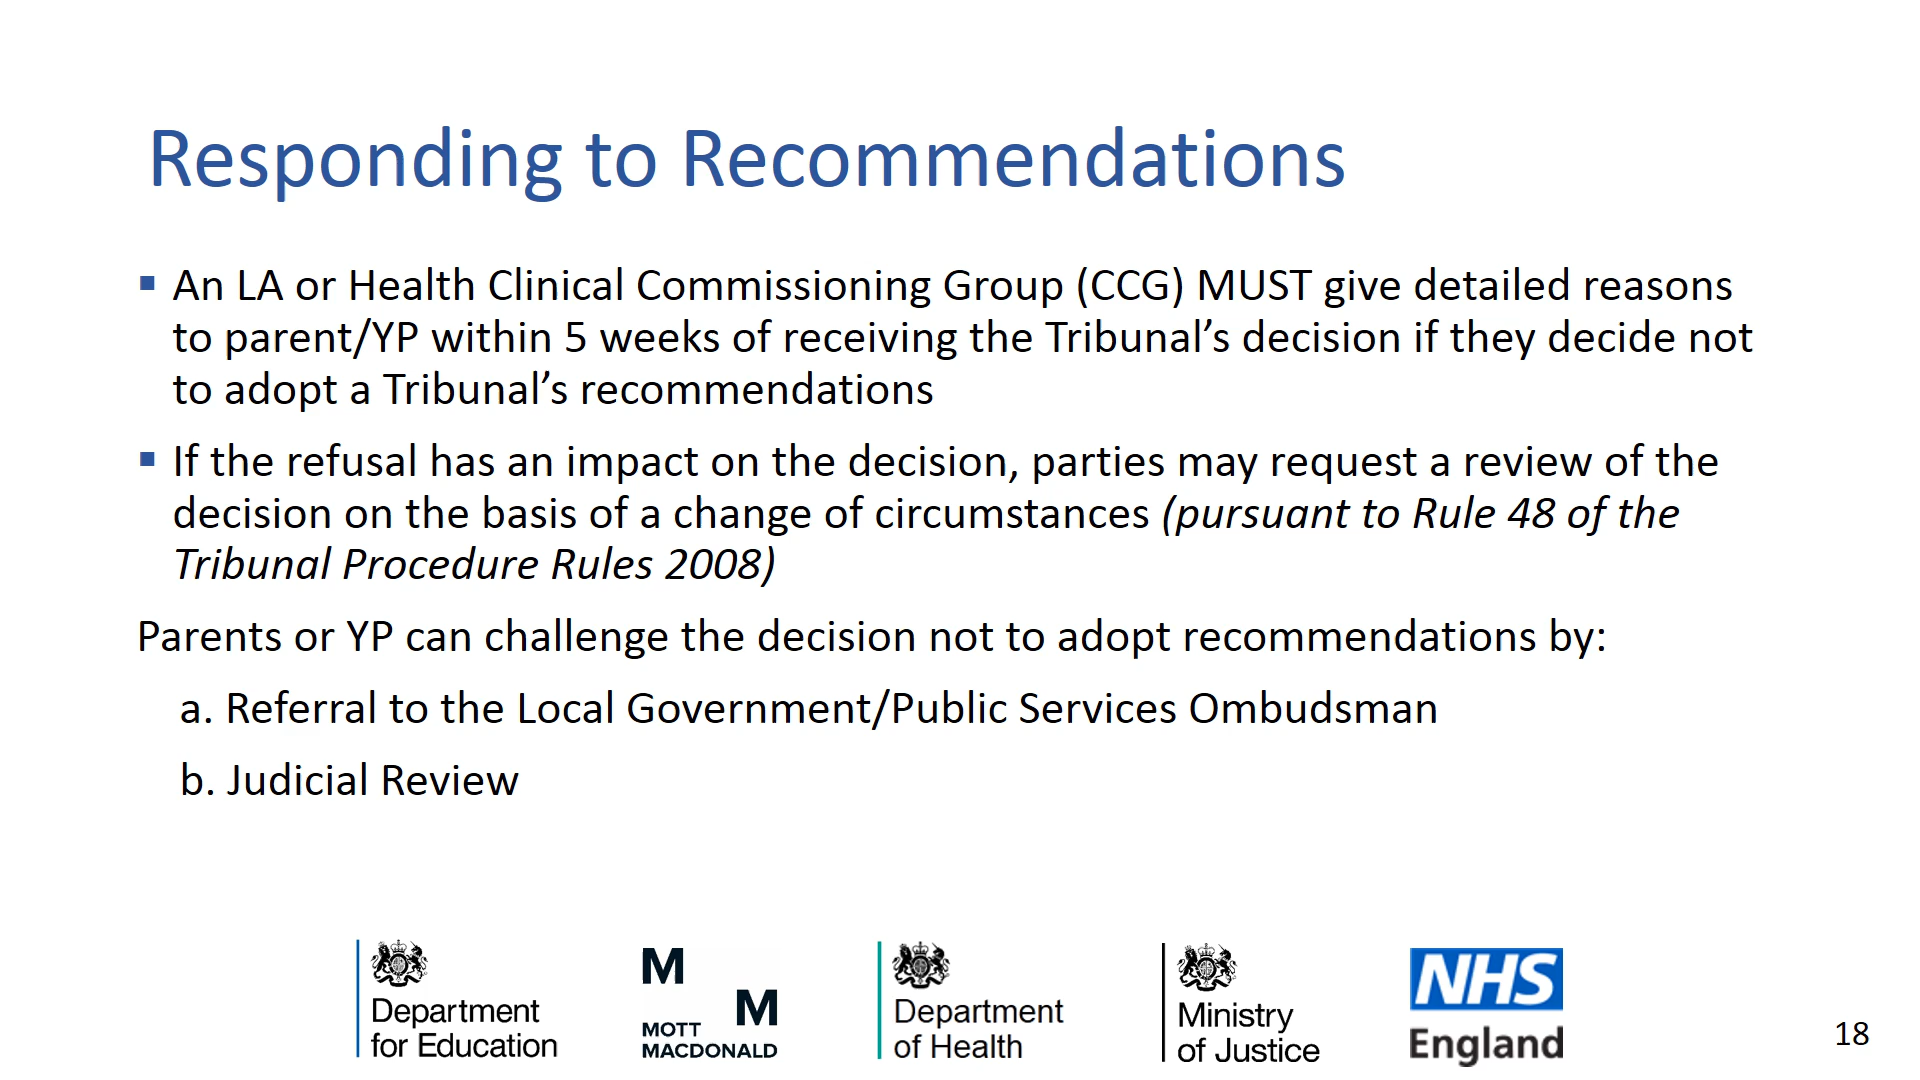 Responding to Recommendations
▪ An LA or Health Clinical Commissioning Group (CCG) MUST give detailed reasons
to parent/YP within 5 weeks of receiving the Tribunal’s decision if they decide not
to adopt a Tribunal’s recommendations
▪ If the refusal has an impact on the decision, parties may request a review of the
decision on the basis of a change of circumstances (pursuant to Rule 48 of the
Tribunal Procedure Rules 2008)
Parents or YP can challenge the decision not to adopt recommendations by:
a. Referral to the Local Government/Public Services Ombudsman
b. Judicial Review
Department
for Education
M
M
MOTT
MACDONALD
Department
of Health
Ministry
of Justice
NHS
England
18